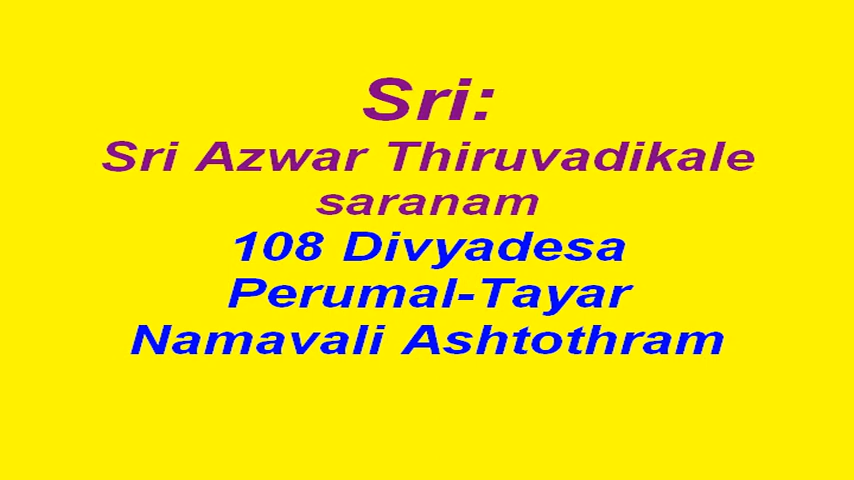 Sri:
Sri Azwar Thiruvadikale
saranam
108 Divyadesa
Perumal-Tayar
Namavali Ashtothram